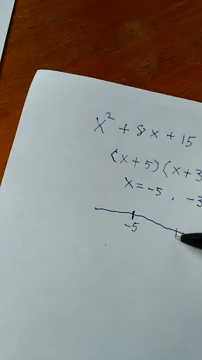 x² + 8x + 15
(x+5)(x+3
x = -5, -3
-5